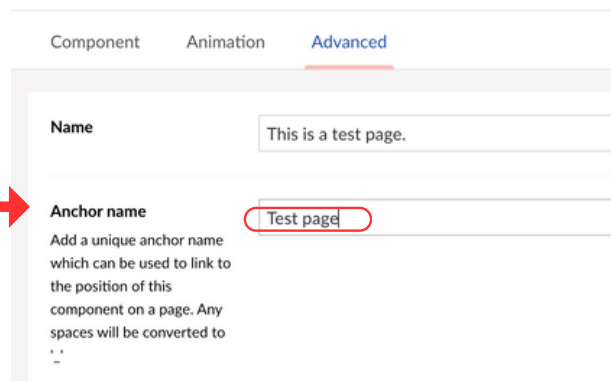 Component Animation Advanced
Name
This is a test page.
Anchor name
Test page
Add a unique anchor name
which can be used to link to
the position of this
component on a page. Any
spaces will be converted to
'_'